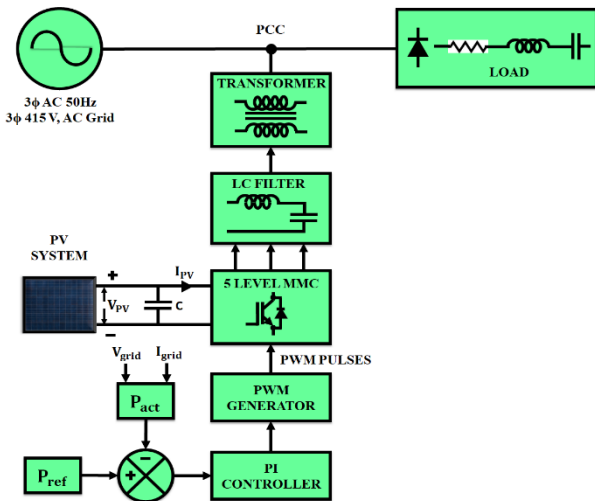 PCC
LOAD
3ϕ AC 50Hz
3ϕ 415 V, AC Grid
TRANSFORMER
LC FILTER
PV
SYSTEM
+
I_PV
V_PV
C
−
5 LEVEL MMC
PWM PULSES
V_grid
I_grid
P_act
PWM
GENERATOR
−
+
P_ref
PI
CONTROLLER